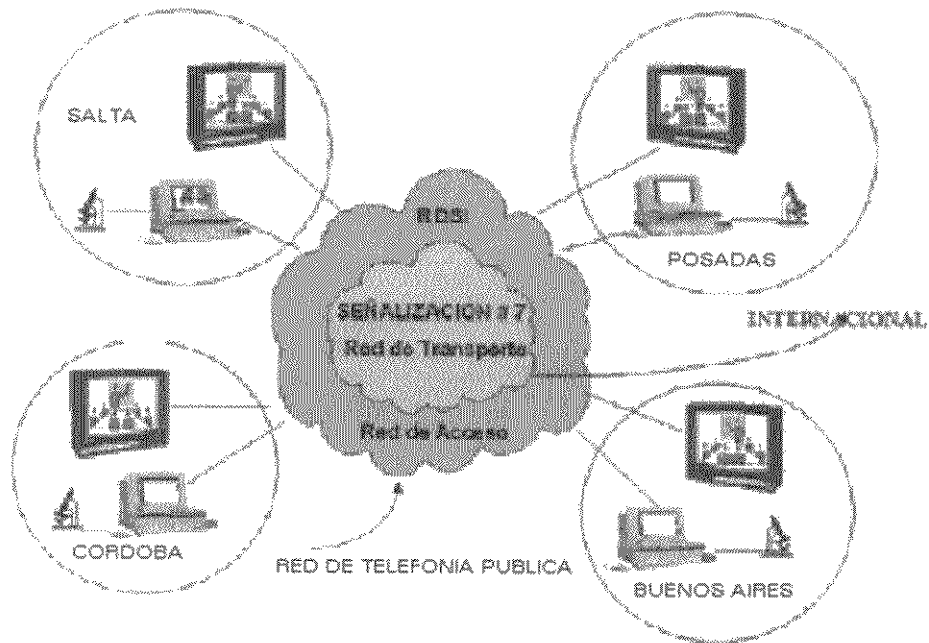 SALTA
RDSI
POSADAS
SEÑALIZACION # 7
Red de Transporte
INTERNACIONAL
Red de Acceso
CORDOBA
RED DE TELEFONIA PUBLICA
BUENOS AIRES